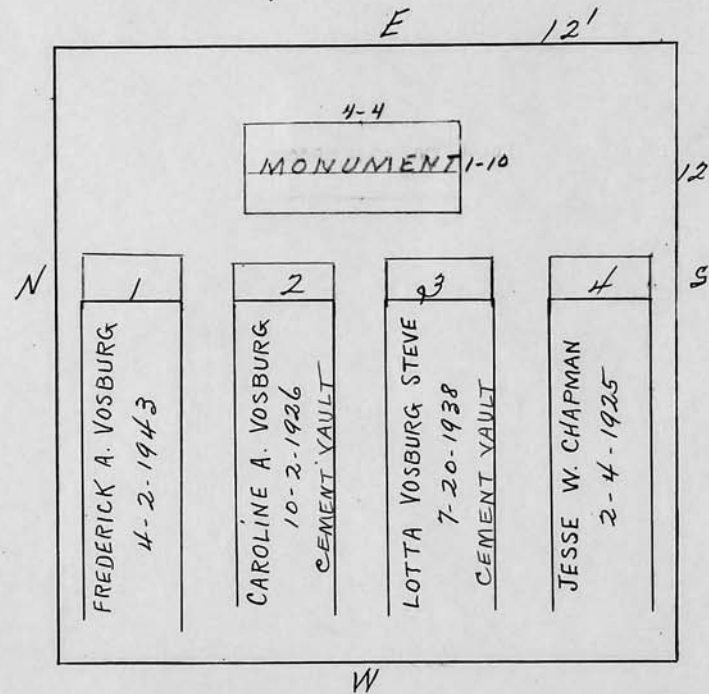 E 12'
4-4
MONUMENT 1-10
12
N
S
1
2
3
4
FREDERICK A. VOSBURG
4-2-1943
CAROLINE A. VOSBURG
10-2-1926
CEMENT VAULT
LOTTA VOSBURG STEVE
7-20-1938
CEMENT VAULT
JESSE W. CHAPMAN
2-4-1925
W